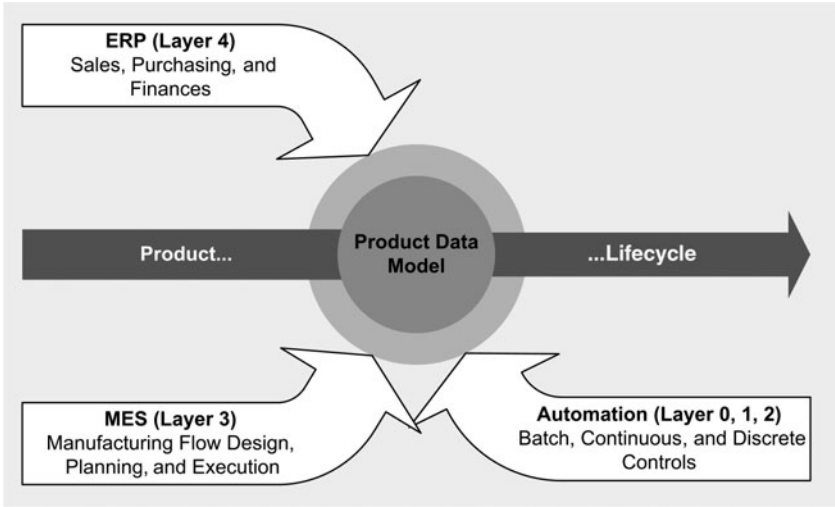 ERP (Layer 4)
Sales, Purchasing, and
Finances
Product...
Product Data
Model
...Lifecycle
MES (Layer 3)
Manufacturing Flow Design,
Planning, and Execution
Automation (Layer 0, 1, 2)
Batch, Continuous, and Discrete
Controls